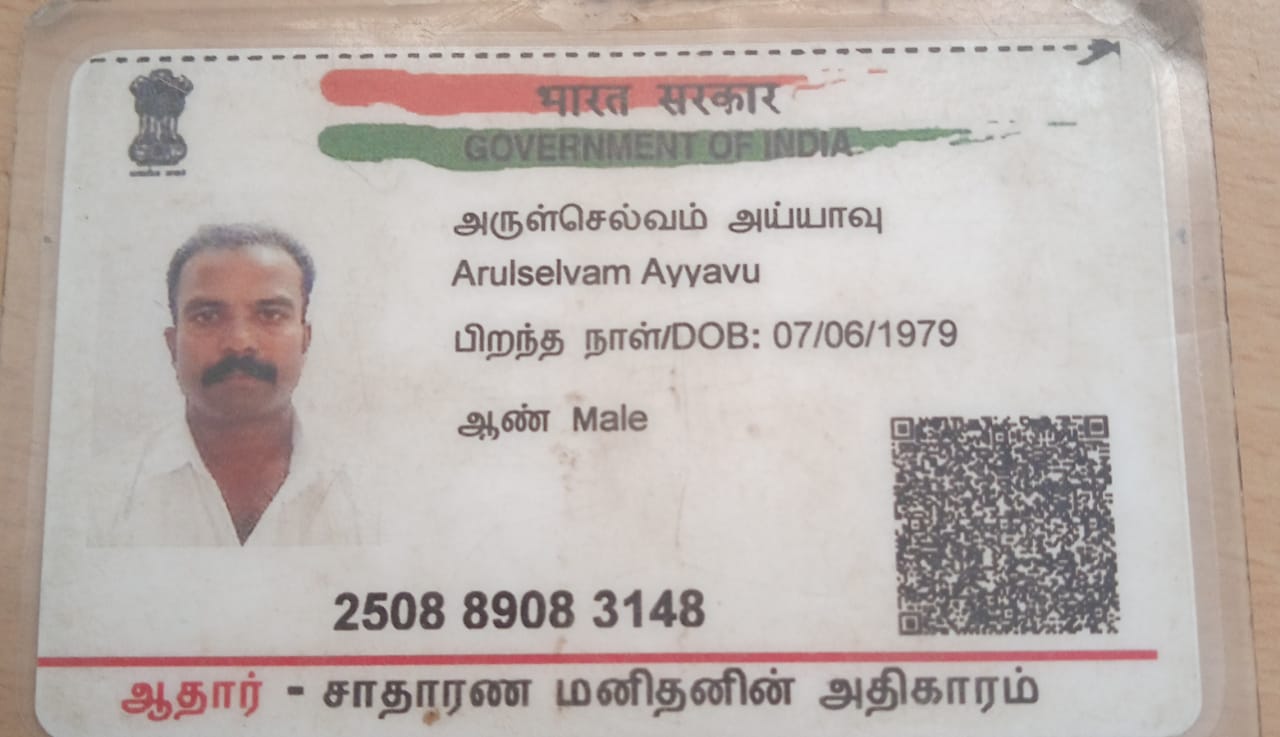 भारत सरकार
GOVERNMENT OF INDIA
அருள்செல்வம் அய்யாவு
Arulselvam Ayyavu
பிறந்த நாள்/DOB: 07/06/1979
ஆண் Male
2508 8908 3148
ஆதார் - சாதாரண மனிதனின் அதிகாரம்